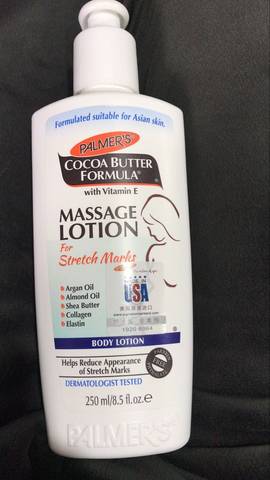 Formulated suitable for Asian skin.
PALMER'S®
COCOA BUTTER
FORMULA®
with Vitamin E
MASSAGE
LOTION
For
Stretch Marks
Argan Oil
Almond Oil
Shea Butter
Collagen
Elastin
USA
1920-8364
BODY LOTION
Helps Reduce Appearance
of Stretch Marks
DERMATOLOGIST TESTED
250 ml/8.5 fl. oz. e
PALMER'S